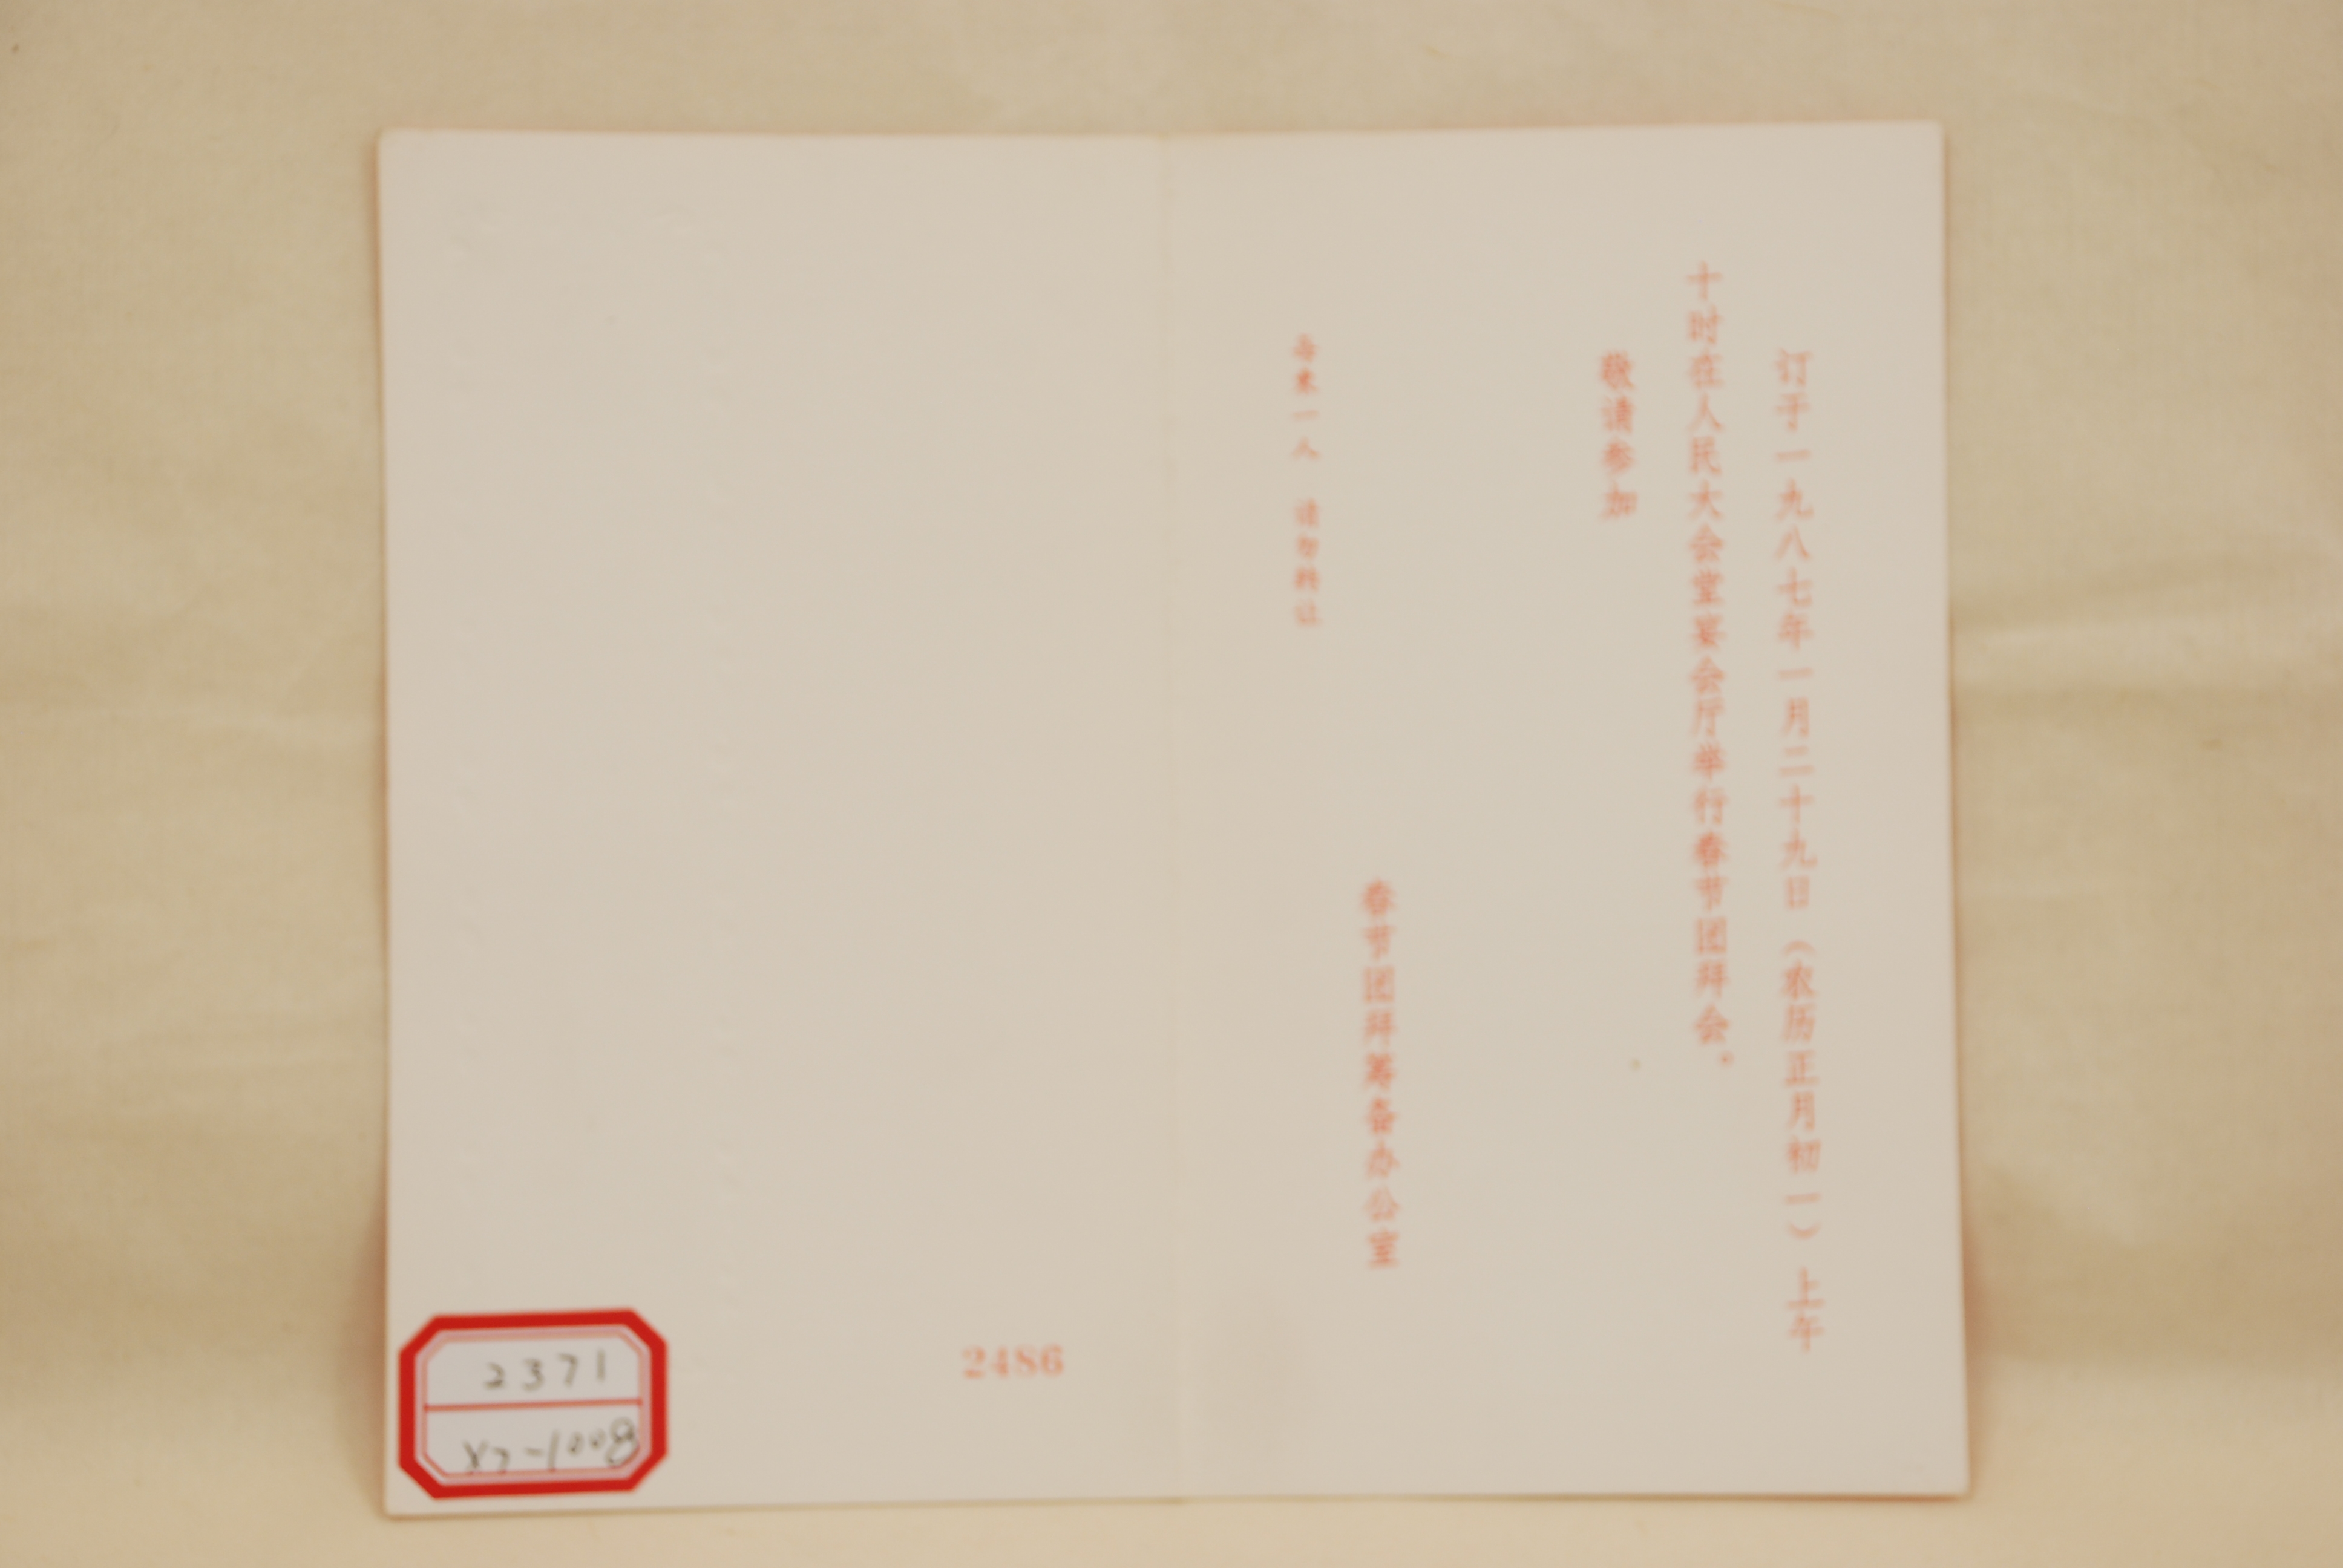 订于一九八七年一月二十九日（农历正月初一）上午
十时在人民大会堂宴会厅举行春节团拜会。
敬请参加
春节团拜筹备办公室
每柬一人　请勿转让
2486
2371
X7-1008